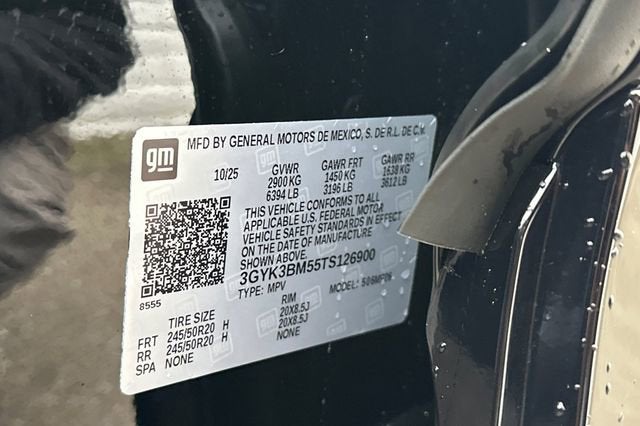 gm
MFD BY GENERAL MOTORS DE MEXICO, S. DE R.L. DE C.V.
10/25 GVWR GAWR FRT GAWR RR
2900 KG 1450 KG 1638 KG
6394 LB 3196 LB 3612 LB
THIS VEHICLE CONFORMS TO ALL
APPLICABLE U.S. FEDERAL MOTOR
VEHICLE SAFETY STANDARDS IN EFFECT
ON THE DATE OF MANUFACTURE
SHOWN ABOVE.
3GYK3BM55TS126900
TYPE: MPV MODEL:
8555
TIRE SIZE RIM
FRT 245/50R20 H 20X8.5J
RR 245/50R20 H 20X8.5J
SPA NONE NONE